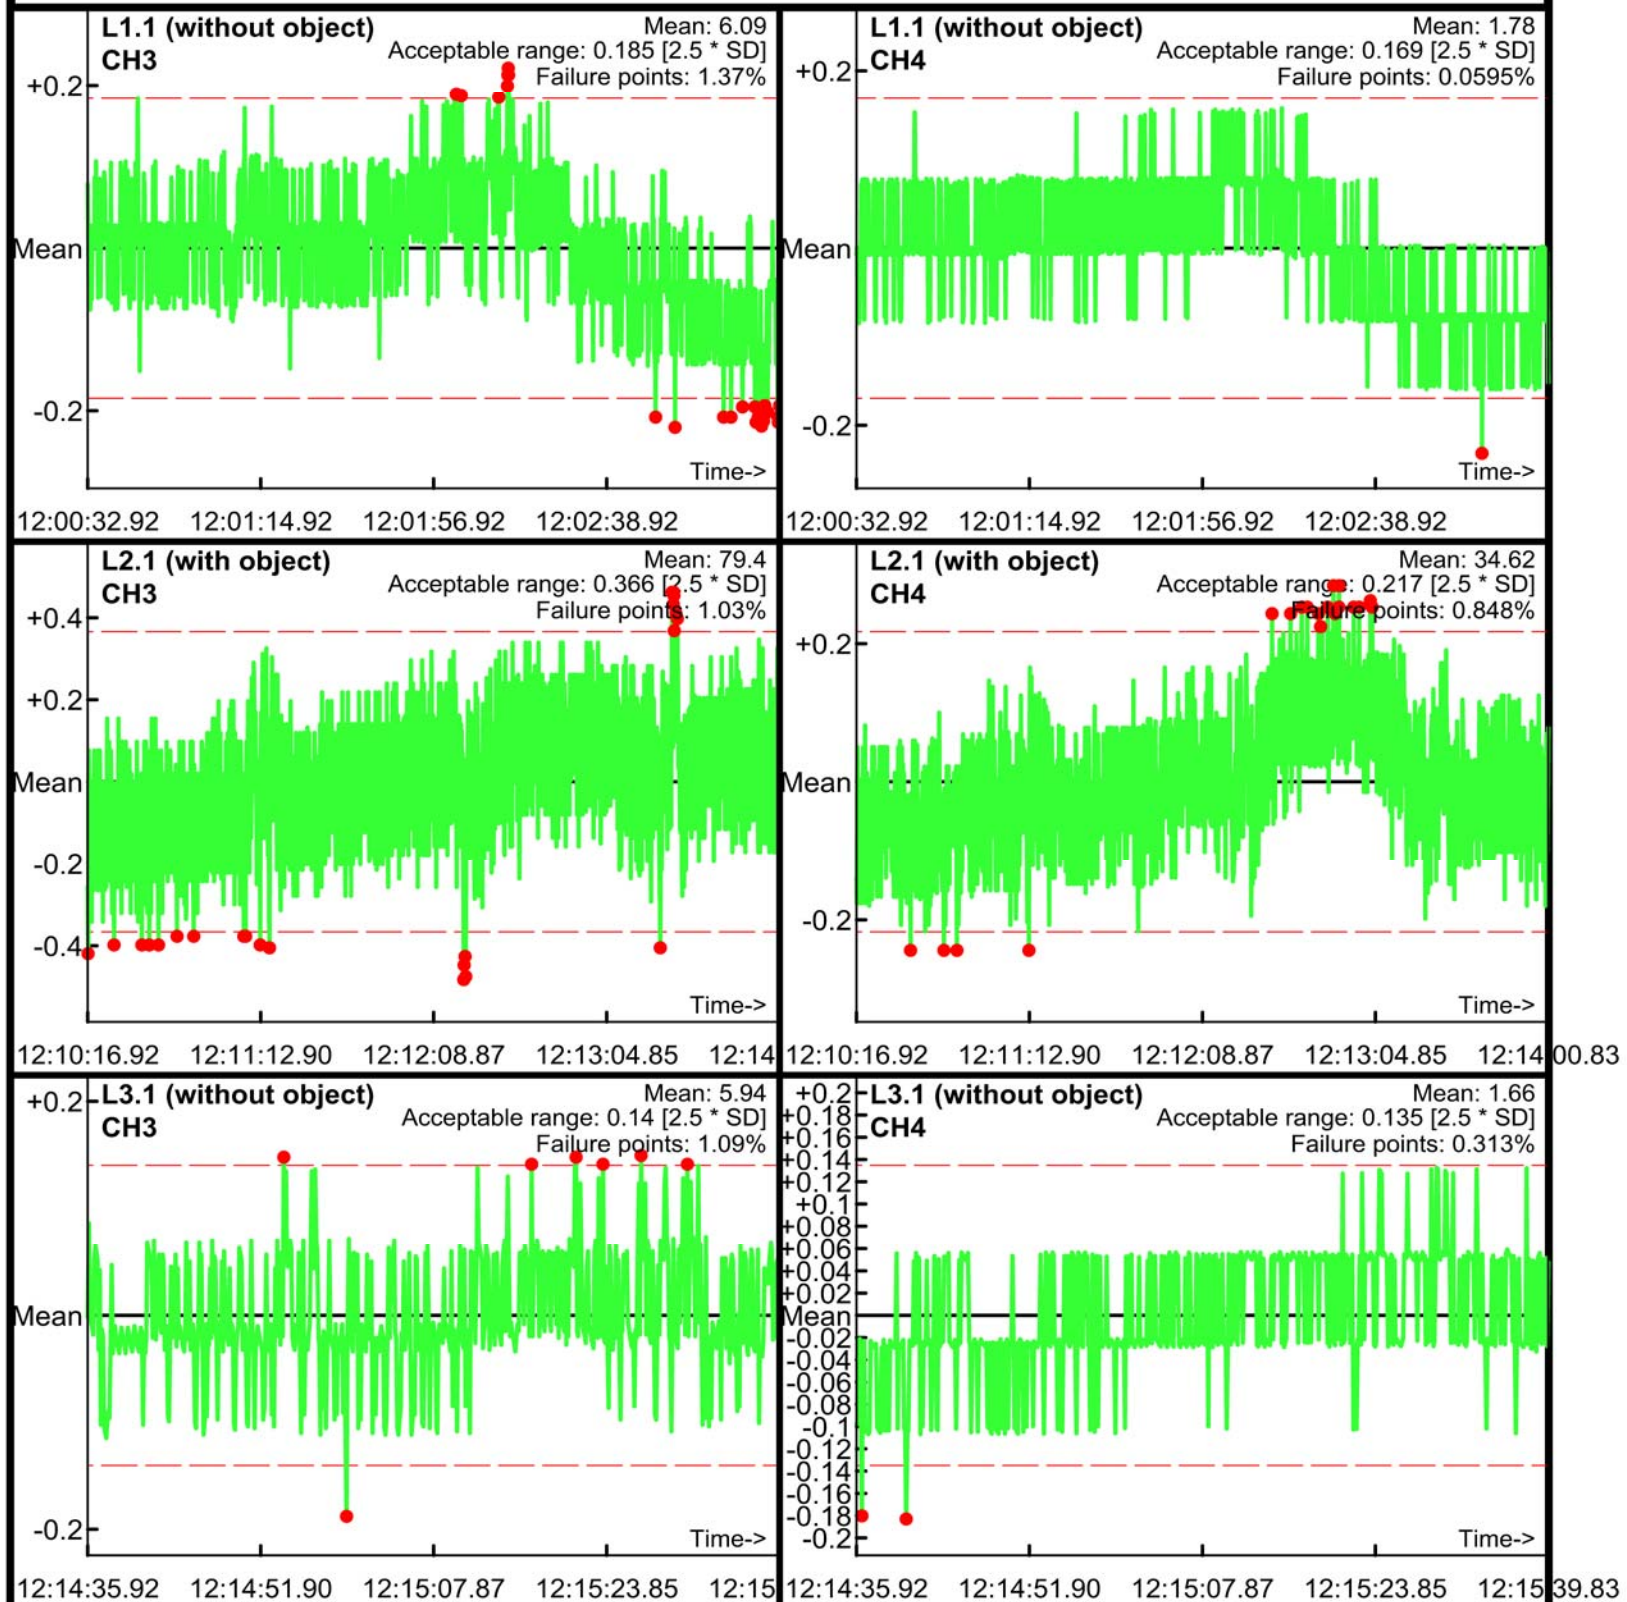 L1.1 (without object)
CH3
Mean: 6.09
Acceptable range: 0.185 [2.5 * SD]
Failure points: 1.37%
+0.2
Mean
-0.2
Time->
12:00:32.92 12:01:14.92 12:01:56.92 12:02:38.92
L1.1 (without object)
CH4
Mean: 1.78
Acceptable range: 0.169 [2.5 * SD]
Failure points: 0.0595%
+0.2
Mean
-0.2
Time->
12:00:32.92 12:01:14.92 12:01:56.92 12:02:38.92
L2.1 (with object)
CH3
Mean: 79.4
Acceptable range: 0.366 [2.5 * SD]
Failure points: 1.03%
+0.4
+0.2
Mean
-0.2
-0.4
Time->
12:10:16.92 12:11:12.90 12:12:08.87 12:13:04.85 12:14
L2.1 (with object)
CH4
Mean: 34.62
Acceptable range: 0.217 [2.5 * SD]
Failure points: 0.848%
+0.2
Mean
-0.2
Time->
12:10:16.92 12:11:12.90 12:12:08.87 12:13:04.85 12:14:00.83
L3.1 (without object)
CH3
Mean: 5.94
Acceptable range: 0.14 [2.5 * SD]
Failure points: 1.09%
+0.2
Mean
-0.2
Time->
12:14:35.92 12:14:51.90 12:15:07.87 12:15:23.85 12:15
L3.1 (without object)
CH4
Mean: 1.66
Acceptable range: 0.135 [2.5 * SD]
Failure points: 0.313%
+0.2
+0.18
+0.16
+0.14
+0.12
+0.1
+0.08
+0.06
+0.04
+0.02
Mean
-0.02
-0.04
-0.06
-0.08
-0.1
-0.12
-0.14
-0.16
-0.18
-0.2
Time->
12:14:35.92 12:14:51.90 12:15:07.87 12:15:23.85 12:15:39.83